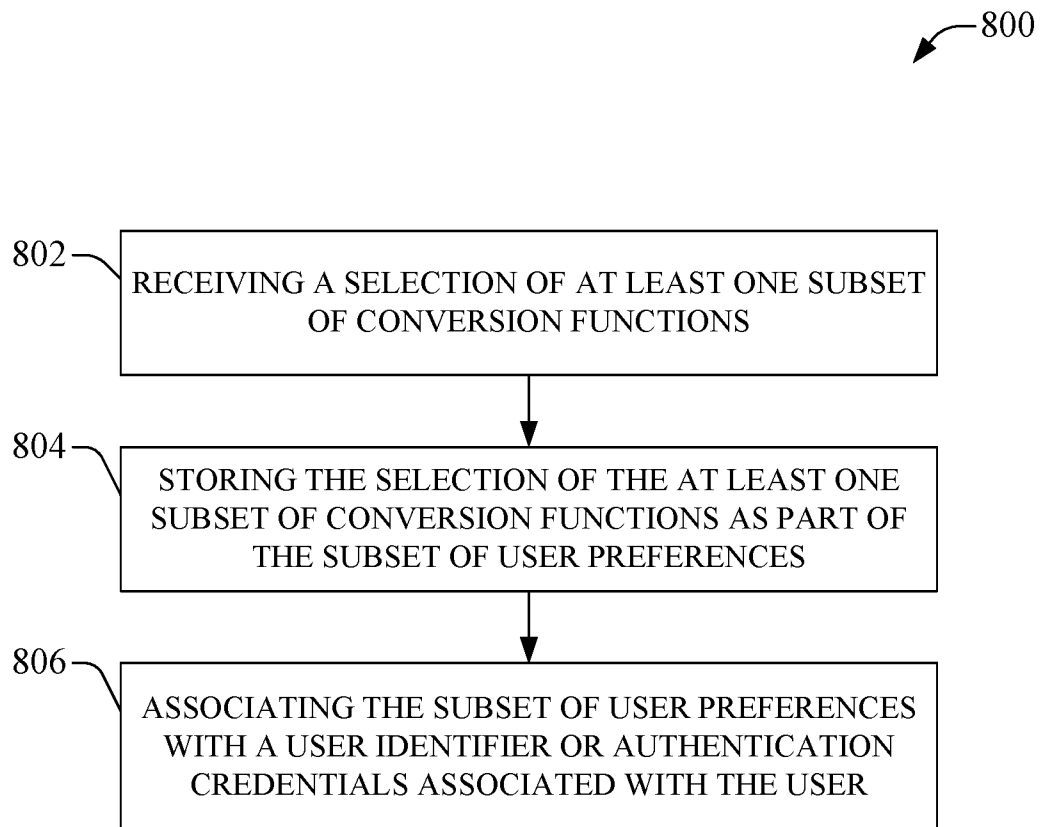 800
802
RECEIVING A SELECTION OF AT LEAST ONE SUBSET
OF CONVERSION FUNCTIONS
804
STORING THE SELECTION OF THE AT LEAST ONE
SUBSET OF CONVERSION FUNCTIONS AS PART OF
THE SUBSET OF USER PREFERENCES
806
ASSOCIATING THE SUBSET OF USER PREFERENCES
WITH A USER IDENTIFIER OR AUTHENTICATION
CREDENTIALS ASSOCIATED WITH THE USER